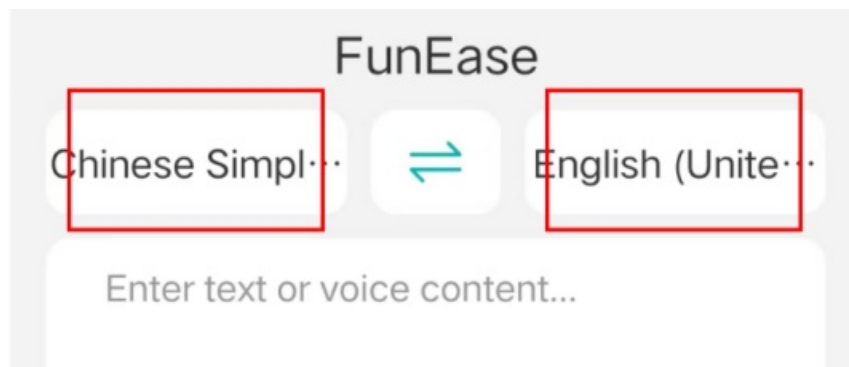 FunEase
Chinese Simpl··· English (Unite···
Enter text or voice content...